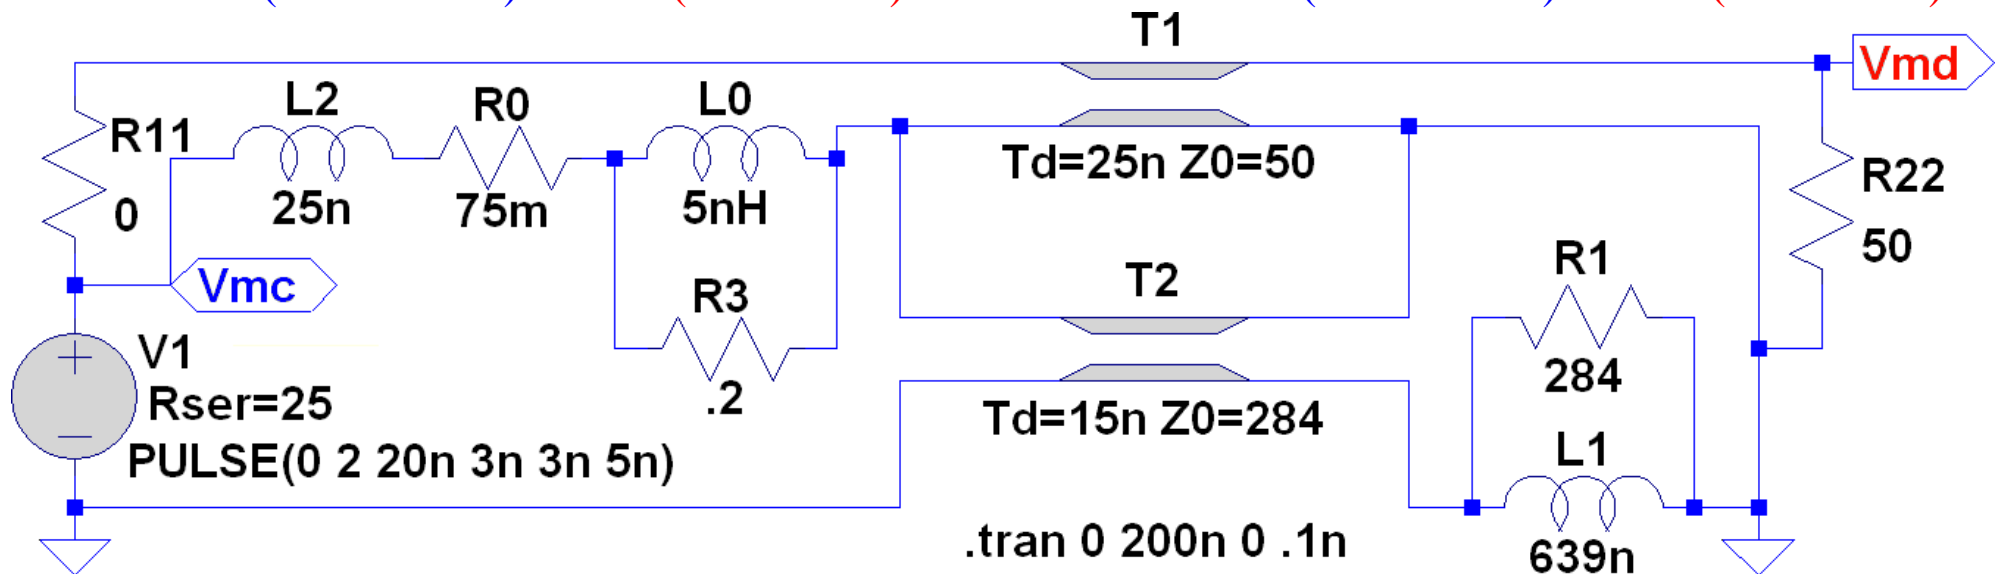 T1
Vmd
L2
R0
L0
R11
0
25n
75m
5nH
Td=25n Z0=50
R22
50
Vmc
R3
.2
T2
R1
284
V1
Rser=25
PULSE(0 2 20n 3n 3n 5n)
Td=15n Z0=284
L1
639n
.tran 0 200n 0 .1n